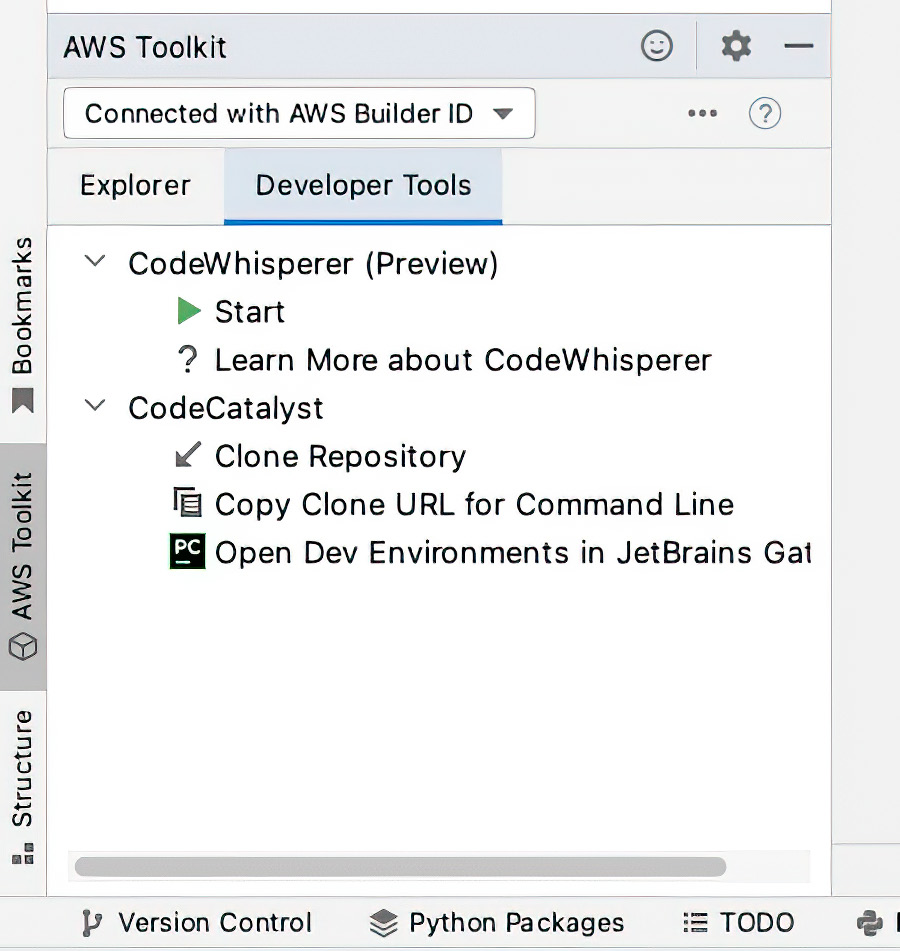 AWS Toolkit
Connected with AWS Builder ID
?
Explorer
Developer Tools
CodeWhisperer (Preview)
Start
? Learn More about CodeWhisperer
CodeCatalyst
Clone Repository
Copy Clone URL for Command Line
PC Open Dev Environments in JetBrains Gat
Bookmarks
AWS Toolkit
Structure
Version Control
Python Packages
TODO